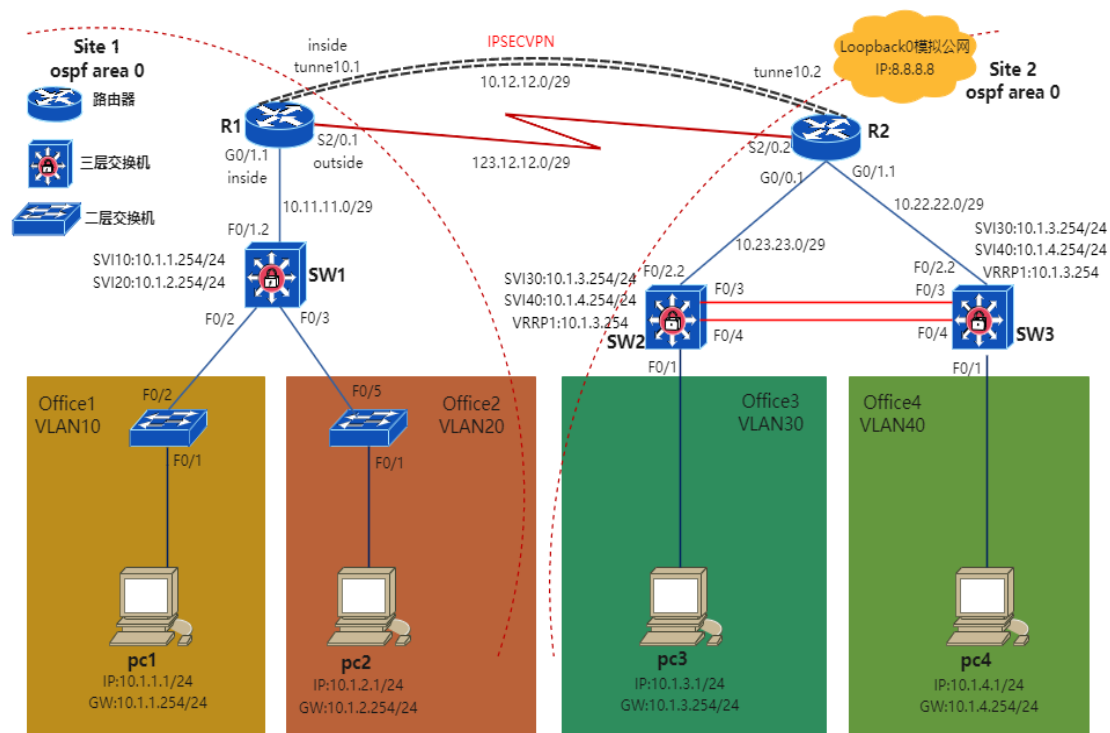 Site 1
ospf area 0
路由器
三层交换机
二层交换机
inside
tunne10.1
IPSECVPN
10.12.12.0/29
tunne10.2
Loopback0模拟公网
IP:8.8.8.8
Site 2
ospf area 0
R1
S2/0.1
outside
G0/1.1
inside
123.12.12.0/29
R2
S2/0.2
G0/0.1
G0/1.1
10.11.11.0/29
F0/1.2
SVI10:10.1.1.254/24
SVI20:10.1.2.254/24
SW1
F0/2
F0/3
10.22.22.0/29
10.23.23.0/29
SVI30:10.1.3.254/24
SVI40:10.1.4.254/24
VRRP1:10.1.3.254
F0/2.2
F0/3
F0/4
SW2
F0/1
SVI30:10.1.3.254/24
SVI40:10.1.4.254/24
VRRP1:10.1.3.254
F0/2.2
F0/3
F0/4
SW3
F0/1
Office1
VLAN10
F0/2
F0/1
pc1
IP:10.1.1.1/24
GW:10.1.1.254/24
Office2
VLAN20
F0/5
F0/1
pc2
IP:10.1.2.1/24
GW:10.1.2.254/24
Office3
VLAN30
pc3
IP:10.1.3.1/24
GW:10.1.3.254/24
Office4
VLAN40
pc4
IP:10.1.4.1/24
GW:10.1.4.254/24